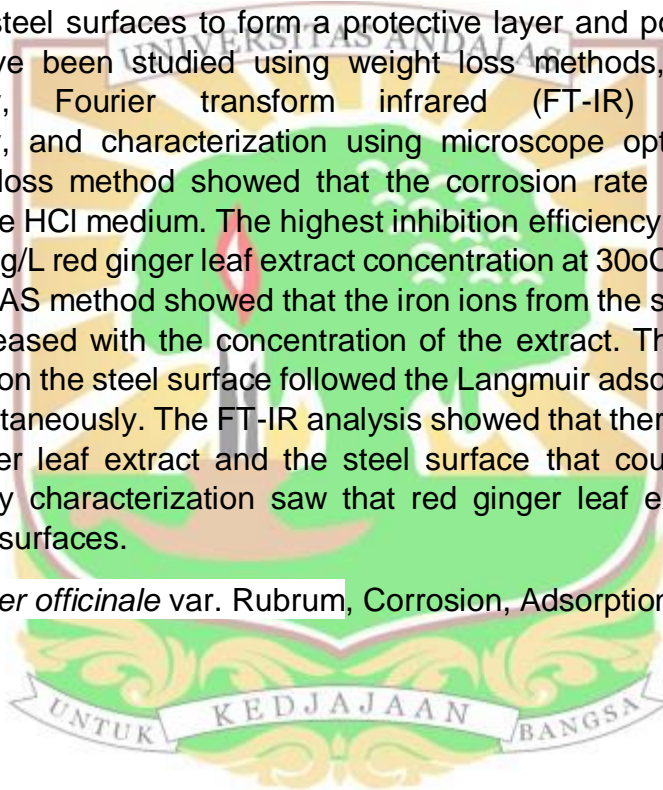 steel surfaces to form a protective layer and po
ve been studied using weight loss methods,
, Fourier transform infrared (FT-IR)
, and characterization using microscope opt
loss method showed that the corrosion rate
e HCl medium. The highest inhibition efficiency
g/L red ginger leaf extract concentration at 30oC
AS method showed that the iron ions from the s
eased with the concentration of the extract. Th
on the steel surface followed the Langmuir adso
taneously. The FT-IR analysis showed that ther
er leaf extract and the steel surface that cou
y characterization saw that red ginger leaf e
surfaces.
er officinale var. Rubrum, Corrosion, Adsorption
UNIVERSITAS ANDALAS
UNTUK KEDJAJAAN BANGSA